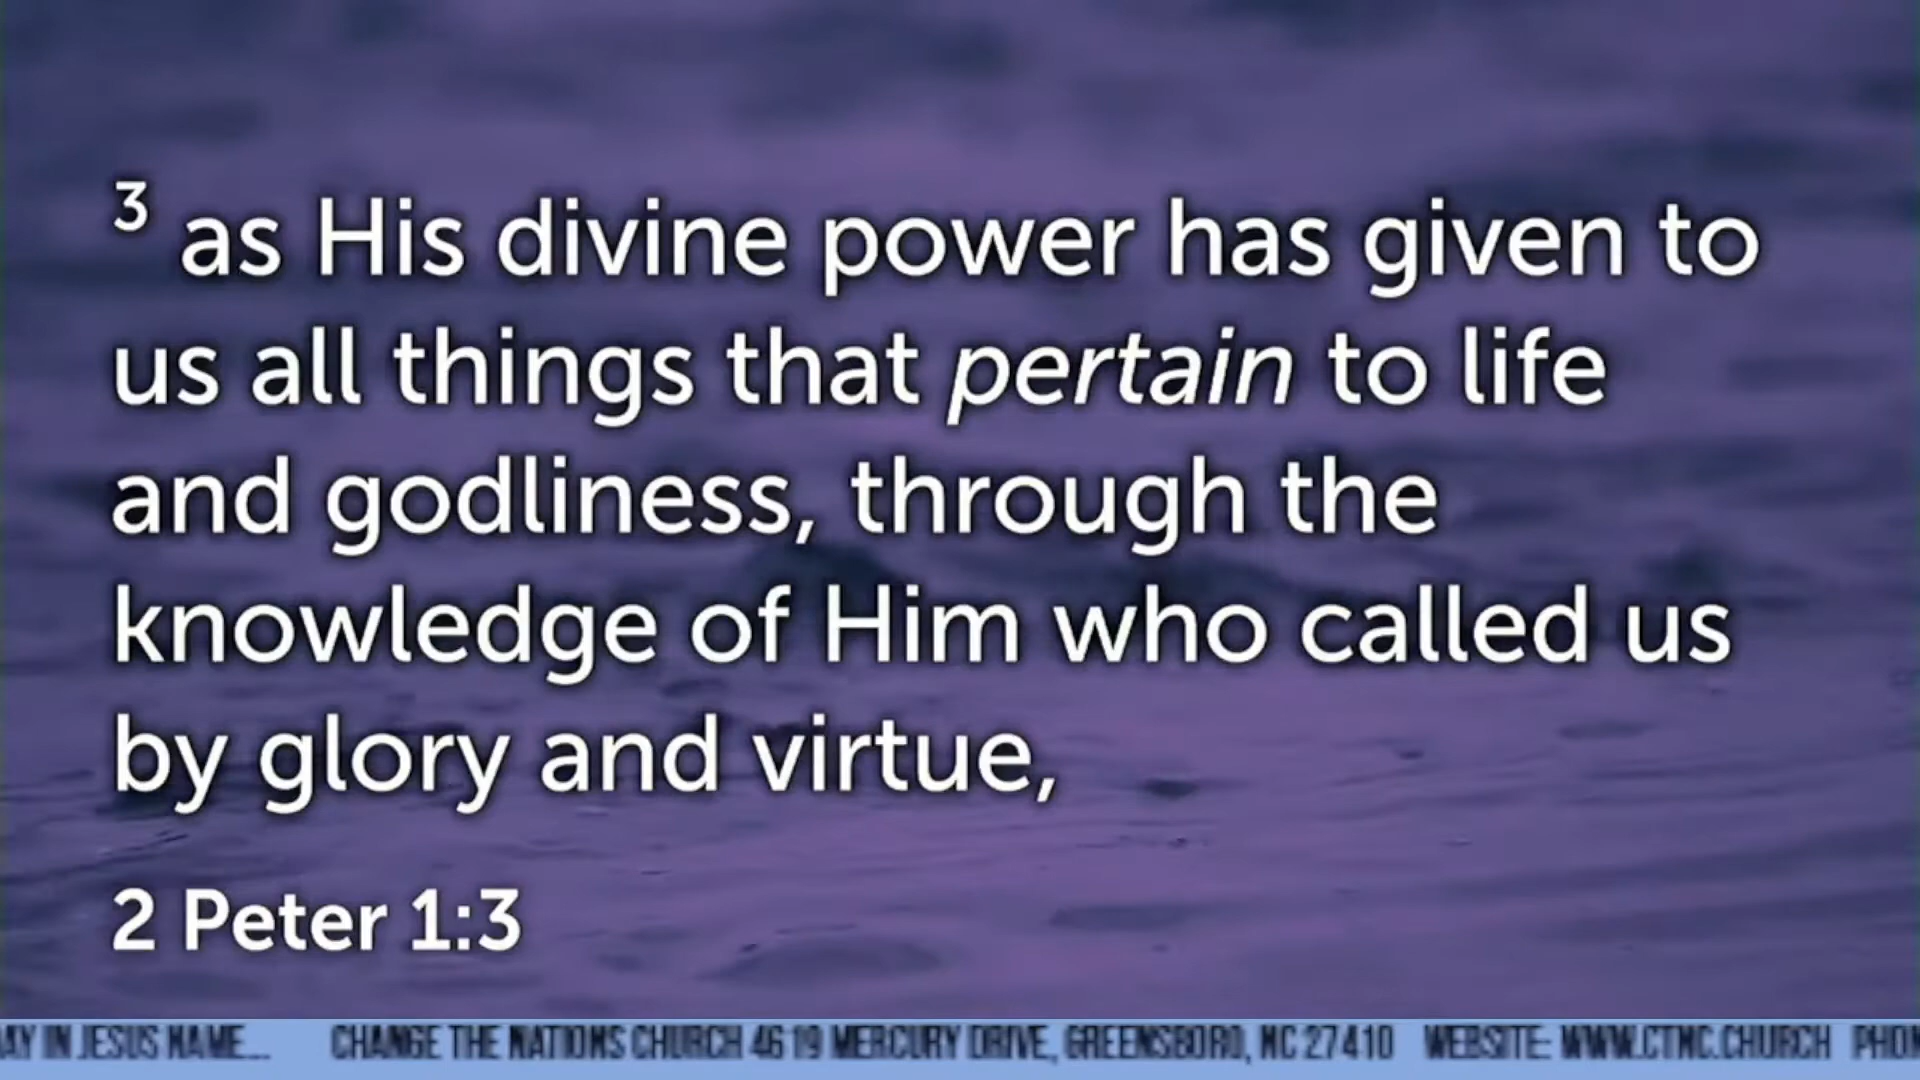 3 as His divine power has given to
us all things that pertain to life
and godliness, through the
knowledge of Him who called us
by glory and virtue,
2 Peter 1:3
AY IN JESUS NAME... CHANGE THE NATIONS CHURCH 4619 MERCURY DRIVE, GREENSBORO, NC 27410 WEBSITE: WWW.CTNC.CHURCH PHON